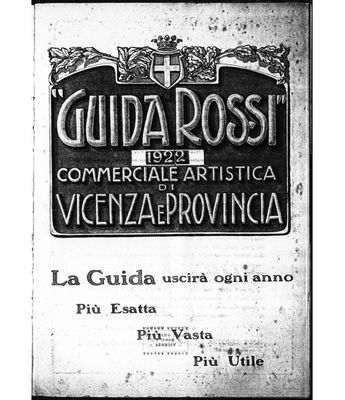 "GUIDA ROSSI"
1922
COMMERCIALE ARTISTICA
DI
VICENZA E PROVINCIA
La Guida uscirà ogni anno
Più Esatta
Più Vasta
Più Utile